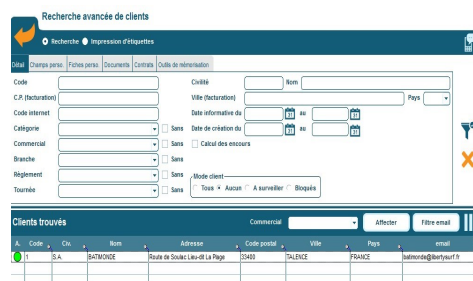 Recherche avancée de clients
Recherche Impression d'étiquettes
Détail Champs perso. Fiches perso. Documents Contrats Outils de mémorisation
Code Civilité Nom
C.P. (facturation) Ville (facturation) Pays
Code internet Date informative du au
Catégorie Sans Date de création du au
Commercial Sans Calcul des encours
Branche Sans
Règlement Sans Mode client
Tournée Sans Tous Aucun A surveiller Bloqués
Clients trouvés Commercial Affecter Filtre email
A. Code Civ. Nom Adresse Code postal Ville Pays email
1 S.A. BATIMONDE Route de Soulac Lieu-dit La Plage 33400 TALENCE FRANCE batimonde@libertysurf.fr